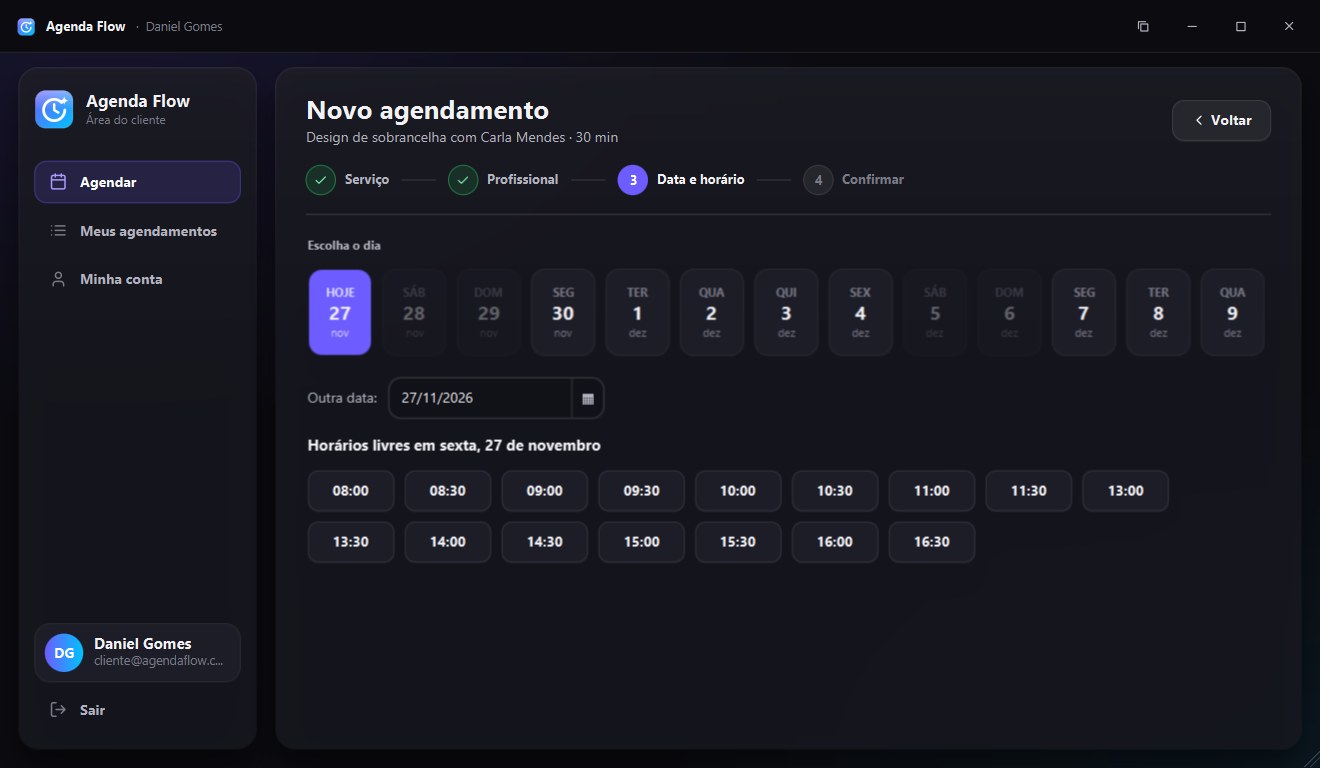 Agenda Flow · Daniel Gomes
Agenda Flow
Área do cliente
Agendar
Meus agendamentos
Minha conta
Daniel Gomes
cliente@agendaflow.c...
DG
Sair
Novo agendamento
Design de sobrancelha com Carla Mendes · 30 min
Voltar
Serviço
Profissional
3 Data e horário
4 Confirmar
Escolha o dia
HOJE SÁB DOM SEG TER QUA QUI SEX SÁB DOM SEG TER QUA
27 28 29 30 1 2 3 4 5 6 7 8 9
nov nov nov nov dez dez dez dez dez dez dez dez dez
Outra data: 27/11/2026
Horários livres em sexta, 27 de novembro
08:00 08:30 09:00 09:30 10:00 10:30 11:00 11:30 13:00
13:30 14:00 14:30 15:00 15:30 16:00 16:30